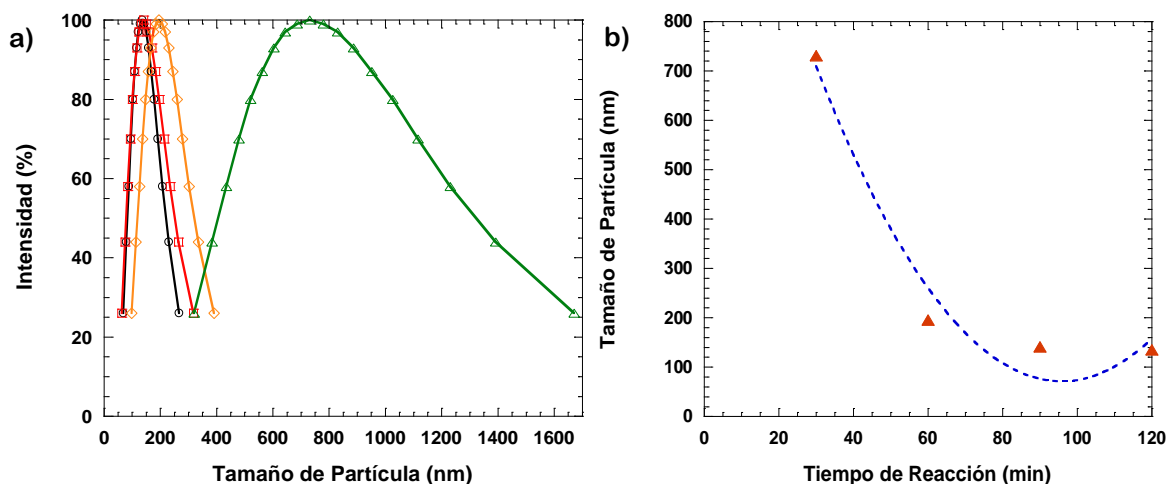 a)
Intensidad (%)
100
80
60
40
20
0
0 200 400 600 800 1000 1200 1400 1600
Tamaño de Partícula (nm)
b)
Tamaño de Partícula (nm)
800
700
600
500
400
300
200
100
0
0 20 40 60 80 100 120
Tiempo de Reacción (min)